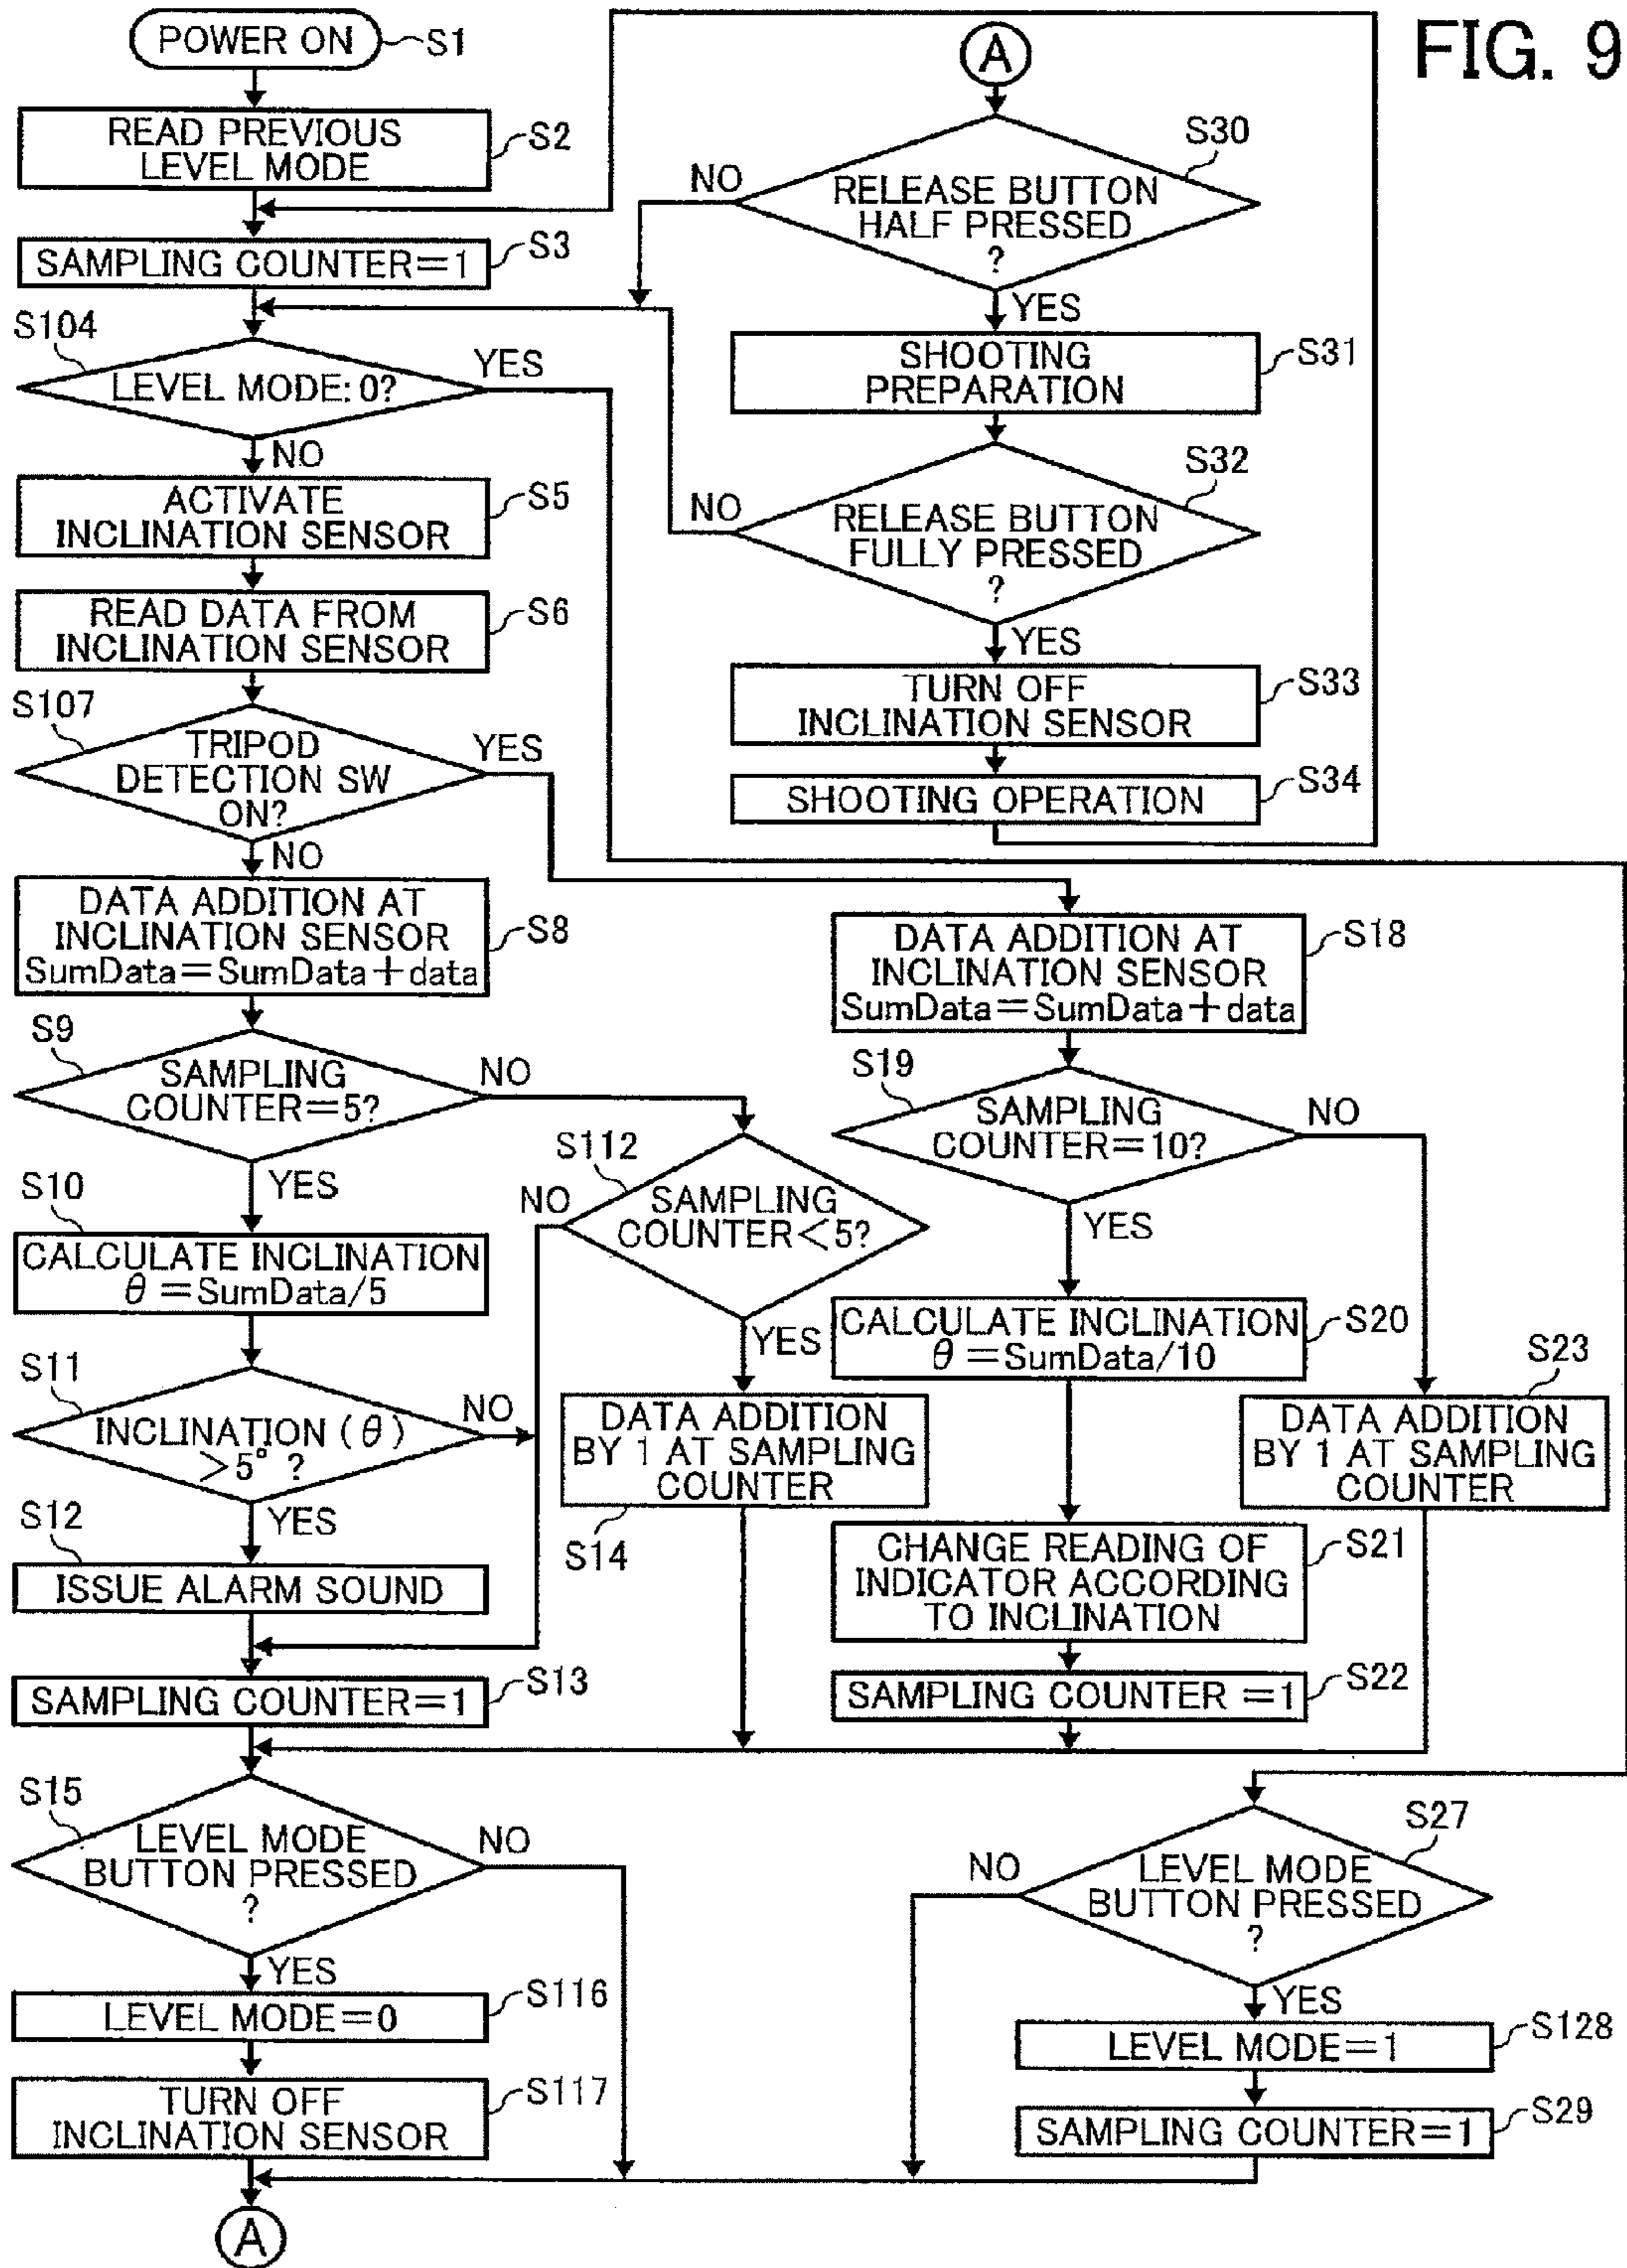 FIG. 9
POWER ON
S1
READ PREVIOUS
LEVEL MODE
S2
SAMPLING COUNTER=1
S3
S104
LEVEL MODE: 0?
YES
NO
ACTIVATE
INCLINATION SENSOR
S5
READ DATA FROM
INCLINATION SENSOR
S6
S107
TRIPOD
DETECTION SW
ON?
YES
NO
DATA ADDITION AT
INCLINATION SENSOR
SumData=SumData+data
S8
S9
SAMPLING
COUNTER=5?
NO
YES
S10
CALCULATE INCLINATION
θ =SumData/5
S11
INCLINATION (θ)
>5° ?
NO
YES
S12
ISSUE ALARM SOUND
SAMPLING COUNTER=1
S13
S112
NO
SAMPLING
COUNTER<5?
YES
DATA ADDITION
BY 1 AT SAMPLING
COUNTER
S14
S15
LEVEL MODE
BUTTON PRESSED
?
NO
YES
LEVEL MODE=0
S116
TURN OFF
INCLINATION SENSOR
S117
A
A
S30
NO
RELEASE BUTTON
HALF PRESSED
?
YES
SHOOTING
PREPARATION
S31
S32
NO
RELEASE BUTTON
FULLY PRESSED
?
YES
TURN OFF
INCLINATION SENSOR
S33
SHOOTING OPERATION
S34
DATA ADDITION AT
INCLINATION SENSOR
SumData=SumData+data
S18
S19
SAMPLING
COUNTER=10?
NO
YES
CALCULATE INCLINATION
θ =SumData/10
S20
S23
DATA ADDITION
BY 1 AT SAMPLING
COUNTER
CHANGE READING OF
INDICATOR ACCORDING
TO INCLINATION
S21
SAMPLING COUNTER =1
S22
S27
NO
LEVEL MODE
BUTTON PRESSED
?
YES
LEVEL MODE=1
S128
SAMPLING COUNTER=1
S29